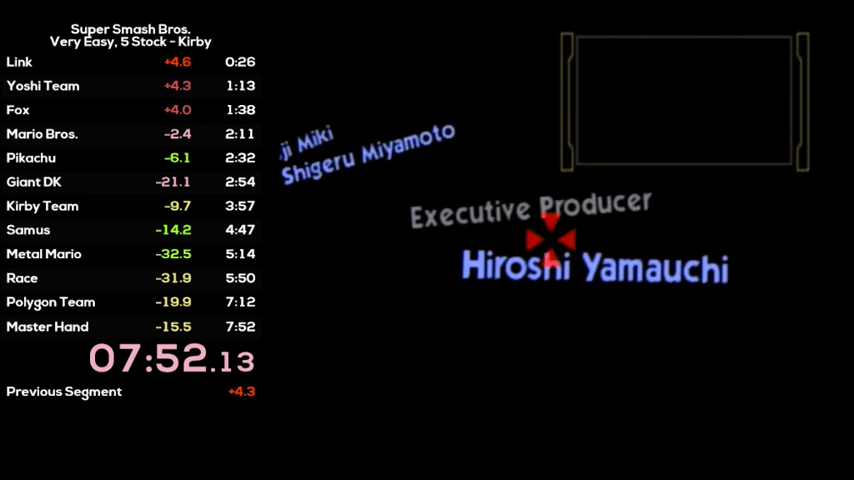 Super Smash Bros.
Very Easy, 5 Stock - Kirby
Link +4.6 0:26
Yoshi Team +4.3 1:13
Fox +4.0 1:38
Mario Bros. -2.4 2:11
Pikachu -6.1 2:32
Giant DK -21.1 2:54
Kirby Team -9.7 3:57
Samus -14.2 4:47
Metal Mario -32.5 5:14
Race -31.9 5:50
Polygon Team -19.9 7:12
Master Hand -15.5 7:52
07:52.13
Previous Segment +4.3
ji Miki
Shigeru Miyamoto
Executive Producer
Hiroshi Yamauchi